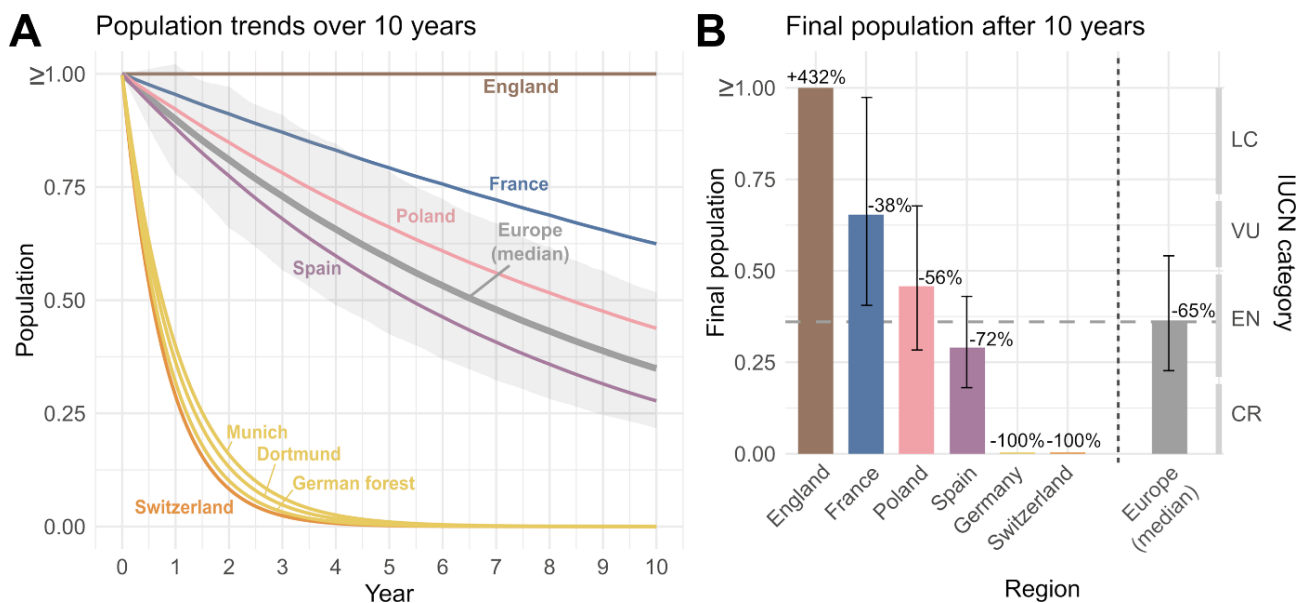 A
Population trends over 10 years
Population
≥1.00
0.75
0.50
0.25
0.00
England
France
Poland
Europe
(median)
Spain
Munich
Dortmund
German forest
Switzerland
0 1 2 3 4 5 6 7 8 9 10
Year
B
Final population after 10 years
Final population
≥1.00
0.75
0.50
0.25
0.00
+432%
-38%
-56%
-72%
-100%
-100%
-65%
LC
VU
EN
CR
IUCN category
England
France
Poland
Spain
Germany
Switzerland
Europe
(median)
Region